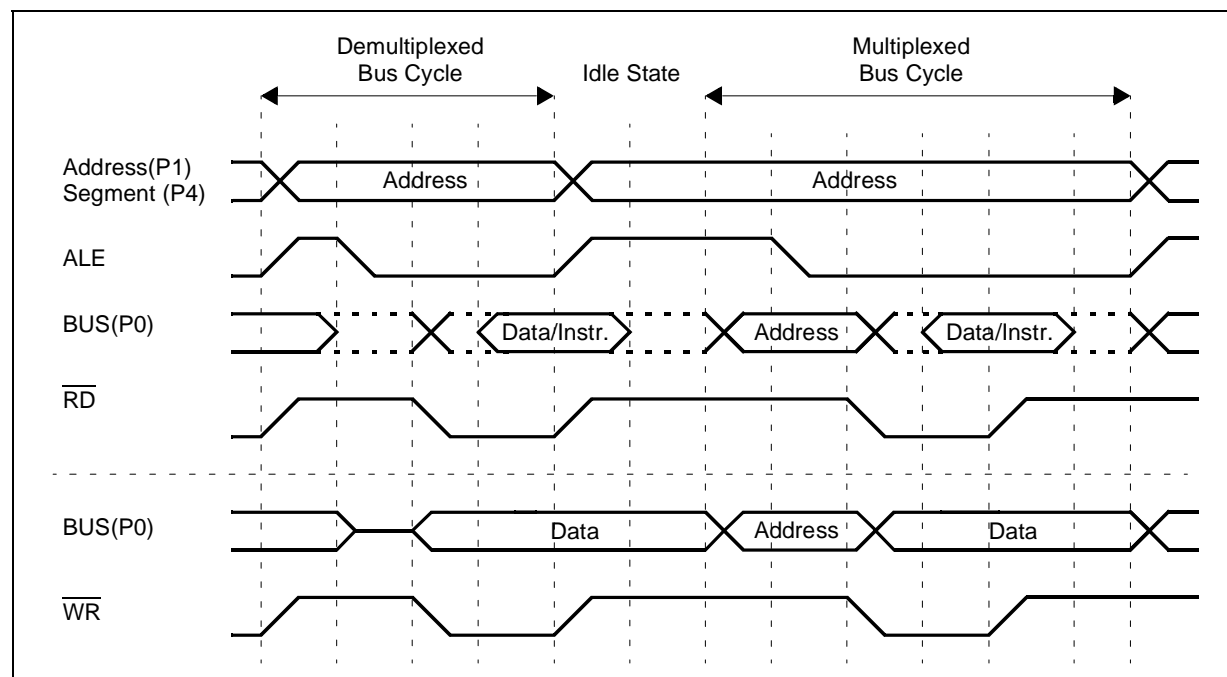 Demultiplexed
Bus Cycle
Idle State
Multiplexed
Bus Cycle
Address(P1)
Segment (P4)
Address
Address
ALE
BUS(P0)
Data/Instr.
Address
Data/Instr.
RD
BUS(P0)
Data
Address
Data
WR